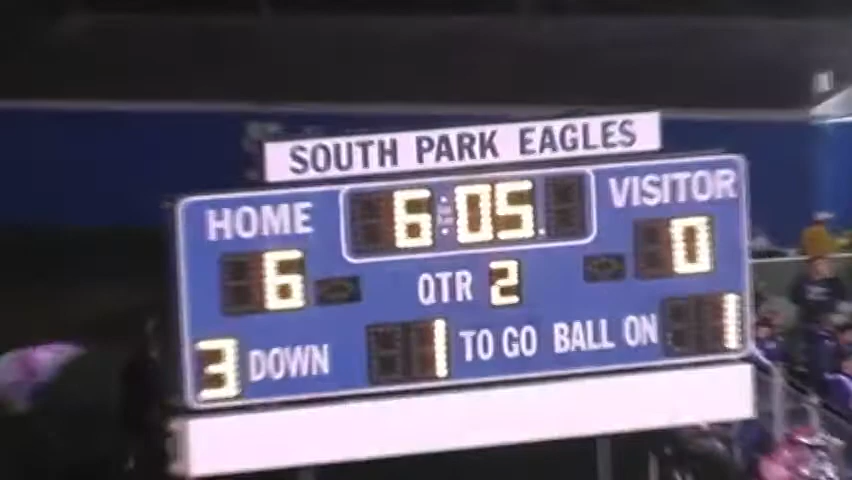 SOUTH PARK EAGLES
HOME 6:05 VISITOR
6 QTR 2 0
3 DOWN 1 TO GO BALL ON 1